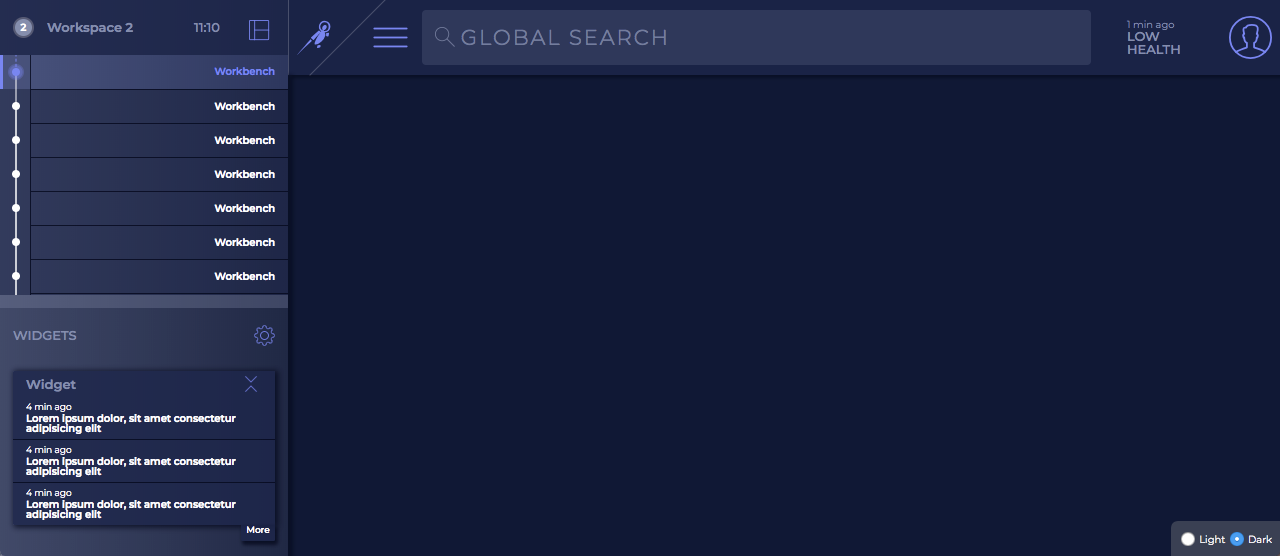 2 Workspace 2 11:10
Workbench
Workbench
Workbench
Workbench
Workbench
Workbench
Workbench
WIDGETS
Widget
4 min ago
Lorem ipsum dolor, sit amet consectetur
adipisicing elit
4 min ago
Lorem ipsum dolor, sit amet consectetur
adipisicing elit
4 min ago
Lorem ipsum dolor, sit amet consectetur
adipisicing elit
More
GLOBAL SEARCH
1 min ago
LOW
HEALTH
Light Dark